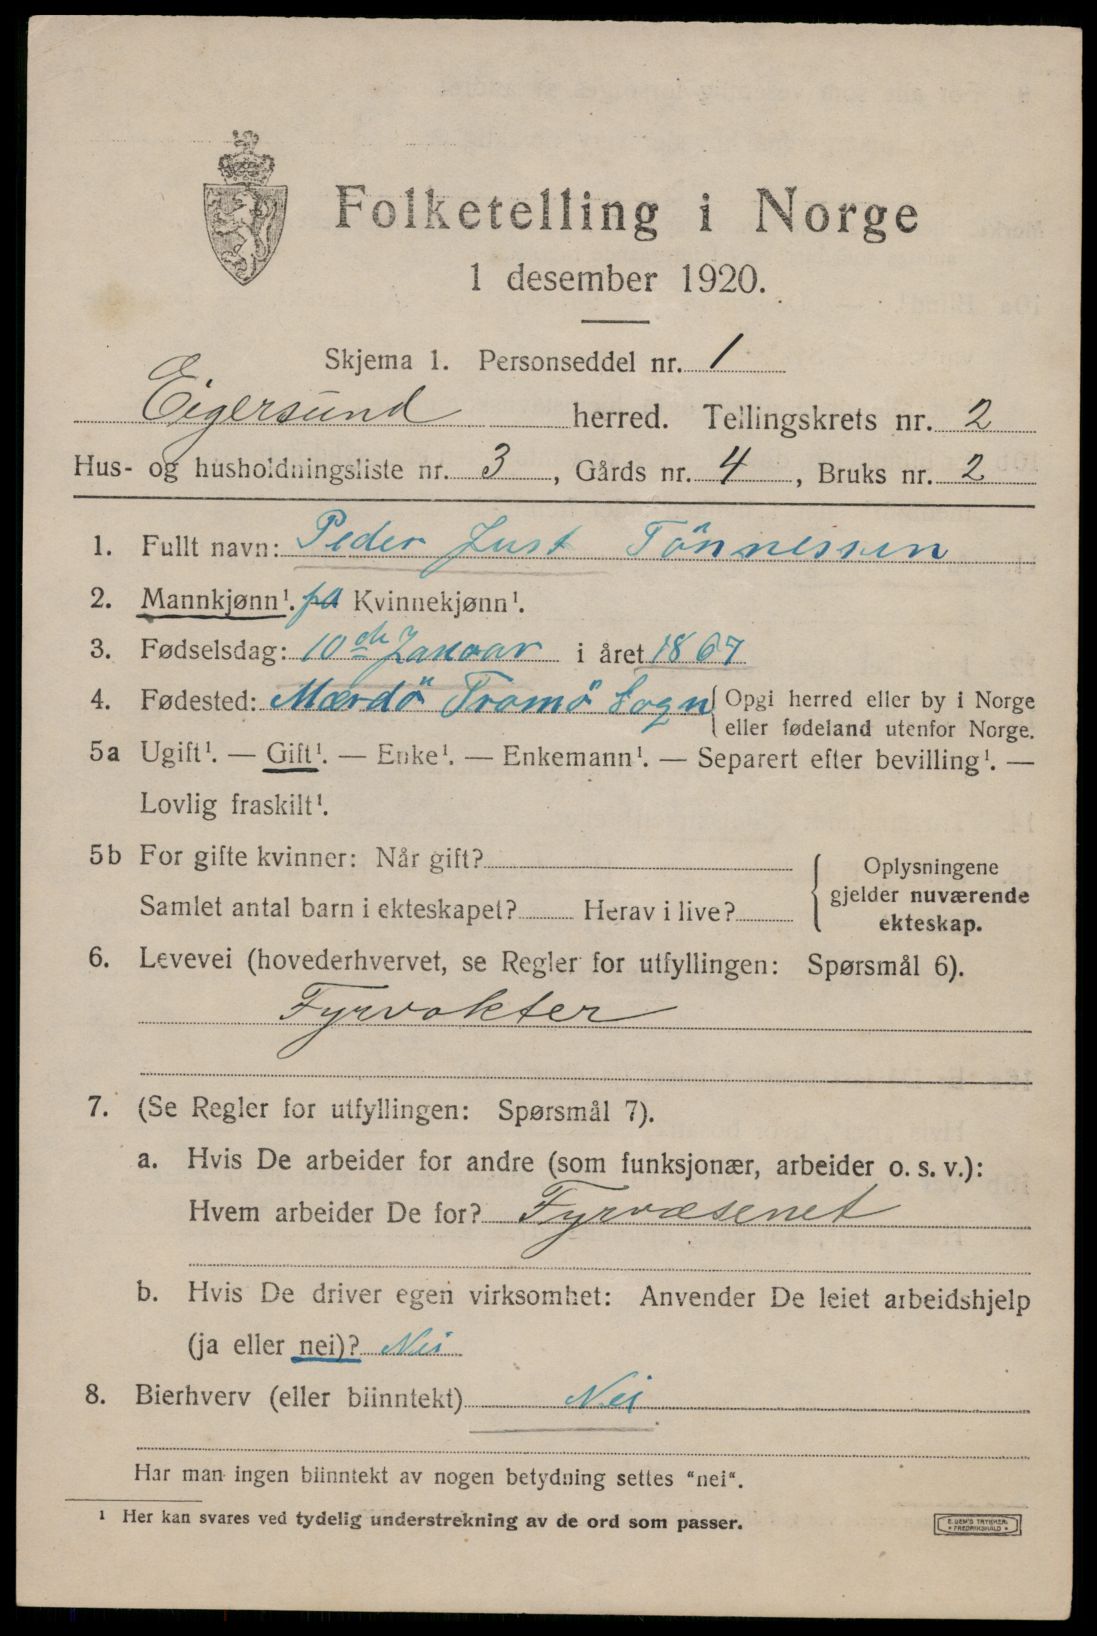 Folketelling i Norge
1 desember 1920.
Skjema 1. Personseddel nr. 1
Eigersund herred. Tellingskrets nr. 2
Hus- og husholdningsliste nr. 3, Gårds nr. 4, Bruks nr. 2
1. Fullt navn: Peder Just Tönnessen
2. Mannkjønn¹. Kvinnekjønn¹.
3. Fødselsdag: 10de Januar i året 1867
4. Fødested: Mærdö Tromö Sogn { Opgi herred eller by i Norge
eller fødeland utenfor Norge.
5a Ugift¹. — Gift¹. — Enke¹. — Enkemann¹. — Separert efter bevilling¹. —
Lovlig fraskilt¹.
5b For gifte kvinner: Når gift?
Samlet antal barn i ekteskapet? Herav i live?
{ Oplysningene
gjelder nuværende
ekteskap.
6. Levevei (hovederhvervet, se Regler for utfyllingen: Spørsmål 6).
Fyrvokter
7. (Se Regler for utfyllingen: Spørsmål 7).
a. Hvis De arbeider for andre (som funksjonær, arbeider o. s. v.):
Hvem arbeider De for? Fyrvæsenet
b. Hvis De driver egen virksomhet: Anvender De leiet arbeidshjelp
(ja eller nei)? Nei
8. Bierhverv (eller biinntekt) Nei
Har man ingen biinntekt av nogen betydning settes "nei".
¹ Her kan svares ved tydelig understrekning av de ord som passer.
FREDRIKSHALD